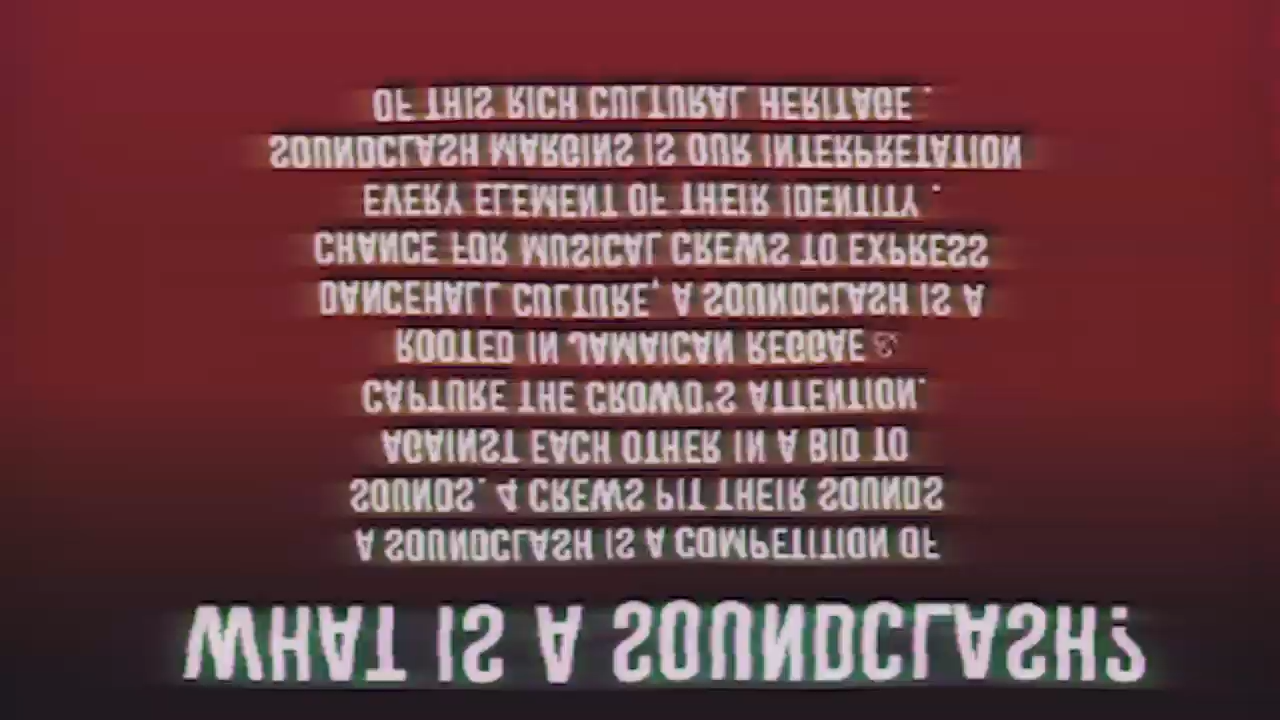 WHAT IS A SOUNDCLASH?
A SOUNDCLASH IS A COMPETITION OF
SOUNDS. 4 CREWS PIT THEIR SOUNDS
AGAINST EACH OTHER IN A BID TO
CAPTURE THE CROWD'S ATTENTION.
ROOTED IN JAMAICAN REGGAE &
DANCEHALL CULTURE, A SOUNDCLASH IS A
CHANCE FOR MUSICAL CREWS TO EXPRESS
EVERY ELEMENT OF THEIR IDENTITY .
SOUNDCLASH MARGINS IS OUR INTERPRETATION
OF THIS RICH CULTURAL HERITAGE .